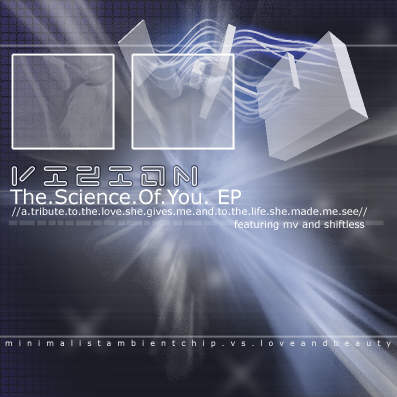 The.Science.Of.You. EP
//a.tribute.to.the.love.she.gives.me.and.to.the.life.she.made.me.see//
featuring mv and shiftless
minimalistambientchip.vs.loveandbeauty